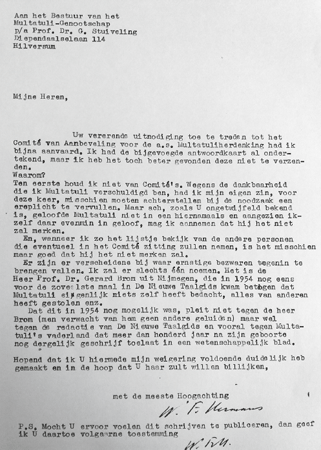 Aan het Bestuur van het
Multatuli-Genootschap
p/a Prof. Dr. G. Stuiveling
Diependaalselaan 114
Hilversum
Mijne Heren,
Uw vererende uitnodiging toe te treden tot het
Comité van Aanbeveling voor de a.s. Multatuliherdenking had ik
bijna aanvaard. Ik had de bijgevoegde antwoordkaart al onder-
tekend, maar ik heb het toch beter gevonden deze niet te verzen-
den.
Waarom?
Ten eerste houd ik niet van Comité's. Wegens de dankbaarheid
die ik Multatuli verschuldigd ben, had ik mijn eigen zin, voor
deze keer, misschien moeten achterstellen bij de noodzaak een
ereplicht te vervullen. Maar ach, zoals U ongetwijfeld bekend
is, geloofde Multatuli niet in een hiernamaals en aangezien ik-
zelf daar evenmin in geloof, mag ik aannemen dat hij het niet
zal merken.
En, wanneer ik zo het lijstje bekijk van de andere personen
die eventueel in het Comité zitting zullen nemen, is het misschien
maar goed dat hij het niet zal merken.
Er zijn er verscheidene bij waar ernstige bezwaren tegen in te
brengen vallen. Ik zal er slechts één noemen. Het is de
Heer Prof. Dr. Gerard Brom uit Nijmegen, die in 1954 nog eens
voor de zoveelste maal in De Nieuwe Taalgids kwam betogen dat
Multatuli eigenlijk niets zelf heeft bedacht, alles van anderen
heeft gestolen enz.
Dat dit in 1954 nog mogelijk was, pleit niet tegen de heer
Brom (men verwacht van hem geen andere geluiden) maar wel
tegen de redactie van De Nieuwe Taalgids en vooral tegen Multa-
tuli's vaderland dat meer dan honderd jaar na zijn geboorte
nog dergelijk geschrijf toelaat in een wetenschappelijk blad.
Hopend dat ik U hiermede mijn weigering voldoende duidelijk heb
gemaakt en in de hoop dat U haar zult willen billijken,
met de meeste Hoogachting
W. F. Hermans
P.S. Mocht U ervoor voelen dit schrijven te publiceren, dan geef
ik U daartoe volgaarne toestemming
W.F.H.